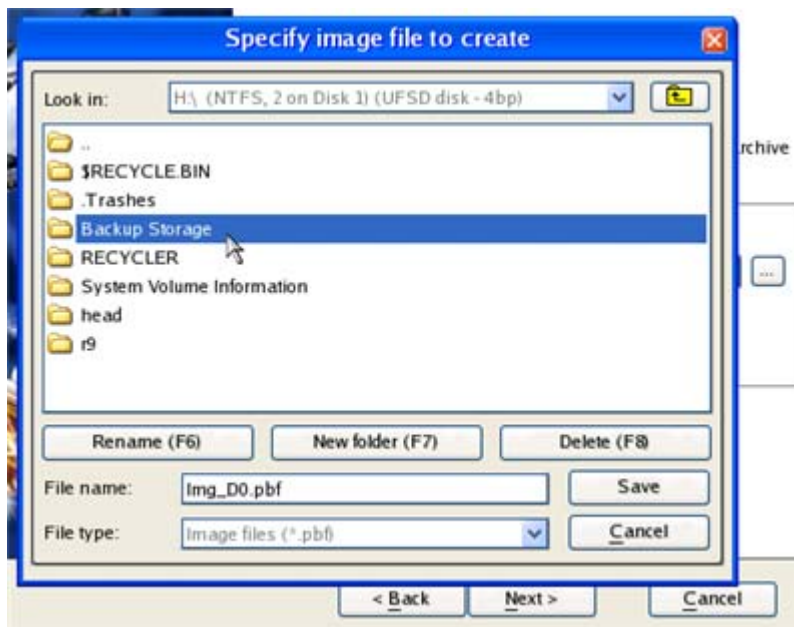 Specify image file to create
Look in: H:\ (NTFS, 2 on Disk 1) (UFSD disk - 4bp)
..
$RECYCLE.BIN
.Trashes
Backup Storage
RECYCLER
System Volume Information
head
r9
Rename (F6) New folder (F7) Delete (F8)
File name: Img_D0.pbf Save
File type: Image files (*.pbf) Cancel
rchive
...
< Back Next > Cancel